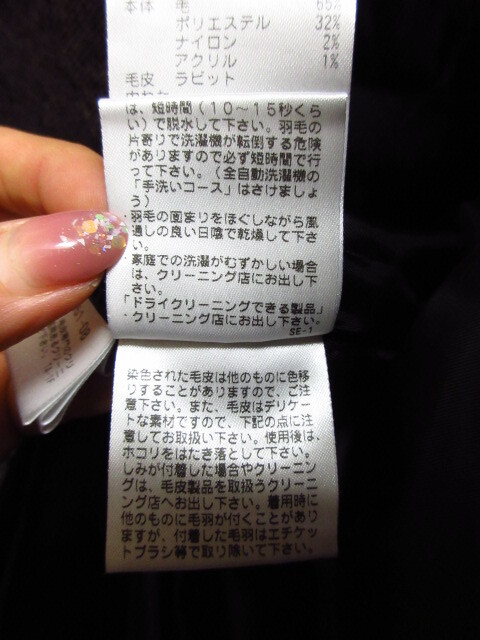 本体 毛 65%
ポリエステル 32%
ナイロン 2%
アクリル 1%
毛皮 ラビット
は、短時間(10～15秒くら
い)で脱水して下さい。羽毛の
片寄りで洗濯機が転倒する危険
がありますので必ず短時間で行
って下さい。(全自動洗濯機の
「手洗いコース」はさけましょ
う)
・羽毛の固まりをほぐしながら風
通しの良い日陰で乾燥して下さ
い。
・家庭での洗濯がむずかしい場合
は、クリーニング店にお出し下
さい。
「ドライクリーニングできる製品」
・クリーニング店にお出し下さい。
SE-1
染色された毛皮は他のものに色移
りすることがありますので、ご注
意下さい。また、毛皮はデリケー
トな素材ですので、下記の点に注
意してお取扱い下さい。使用後は、
ホコリをはたき落として下さい。
しみが付着した場合やクリーニン
グは、毛皮製品を取扱うクリーニ
ング店へお出し下さい。着用時に
他のものに毛羽が付くことがあり
ますが、付着した毛羽はエチケッ
トブラシ等で取り除いて下さい。